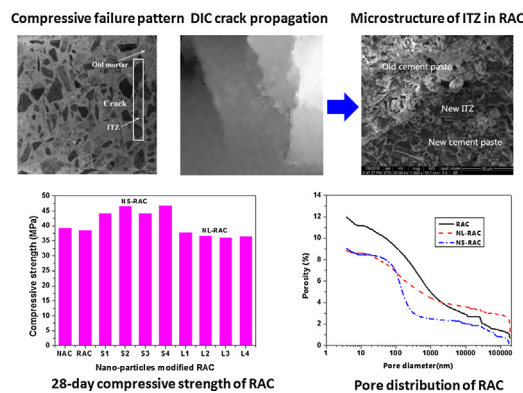 Compressive failure pattern
DIC crack propagation
Microstructure of ITZ in RAC
Old mortar
Crack
ITZ
Old cement paste
New ITZ
New cement paste
Compressive strength (MPa)
50
45
40
35
30
25
20
15
10
5
0
NS-RAC
NL-RAC
NAC RAC S1 S2 S3 S4 L1 L2 L3 L4
Nano-particles modified RAC
28-day compressive strength of RAC
Porosity (%)
14
12
10
8
6
4
2
0
RAC
NL-RAC
NS-RAC
1 10 100 1000 10000 100000
Pore diameter(nm)
Pore distribution of RAC